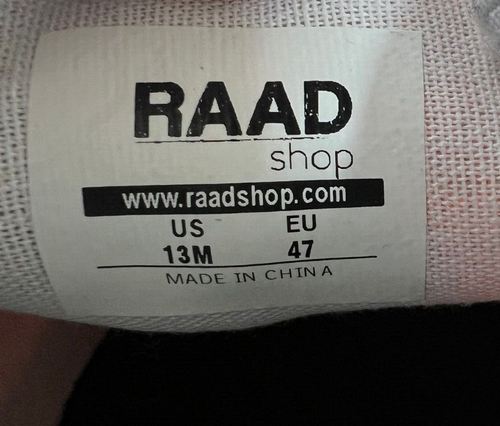 RAAD
shop
www.raadshop.com
US EU
13M 47
MADE IN CHINA